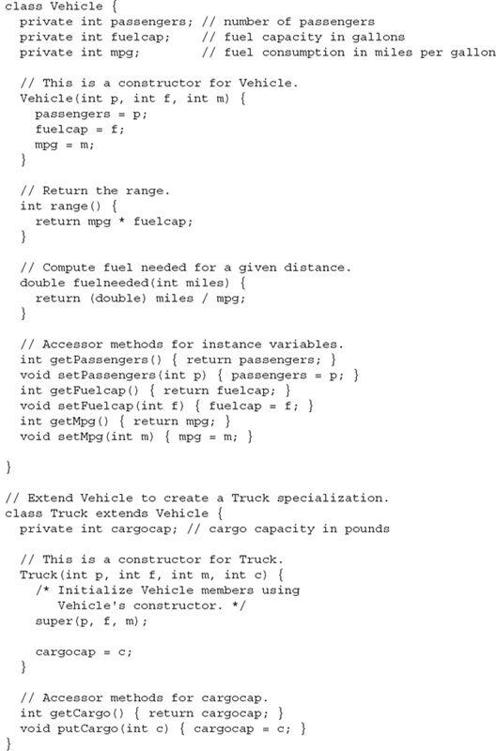 class Vehicle {
  private int passengers; // number of passengers
  private int fuelcap;    // fuel capacity in gallons
  private int mpg;        // fuel consumption in miles per gallon

  // This is a constructor for Vehicle.
  Vehicle(int p, int f, int m) {
    passengers = p;
    fuelcap = f;
    mpg = m;
  }

  // Return the range.
  int range() {
    return mpg * fuelcap;
  }

  // Compute fuel needed for a given distance.
  double fuelneeded(int miles) {
    return (double) miles / mpg;
  }

  // Accessor methods for instance variables.
  int getPassengers() { return passengers; }
  void setPassengers(int p) { passengers = p; }
  int getFuelcap() { return fuelcap; }
  void setFuelcap(int f) { fuelcap = f; }
  int getMpg() { return mpg; }
  void setMpg(int m) { mpg = m; }

}

// Extend Vehicle to create a Truck specialization.
class Truck extends Vehicle {
  private int cargocap; // cargo capacity in pounds

  // This is a constructor for Truck.
  Truck(int p, int f, int m, int c) {
    /* Initialize Vehicle members using
       Vehicle's constructor. */
    super(p, f, m);

    cargocap = c;
  }

  // Accessor methods for cargocap.
  int getCargo() { return cargocap; }
  void putCargo(int c) { cargocap = c; }
}